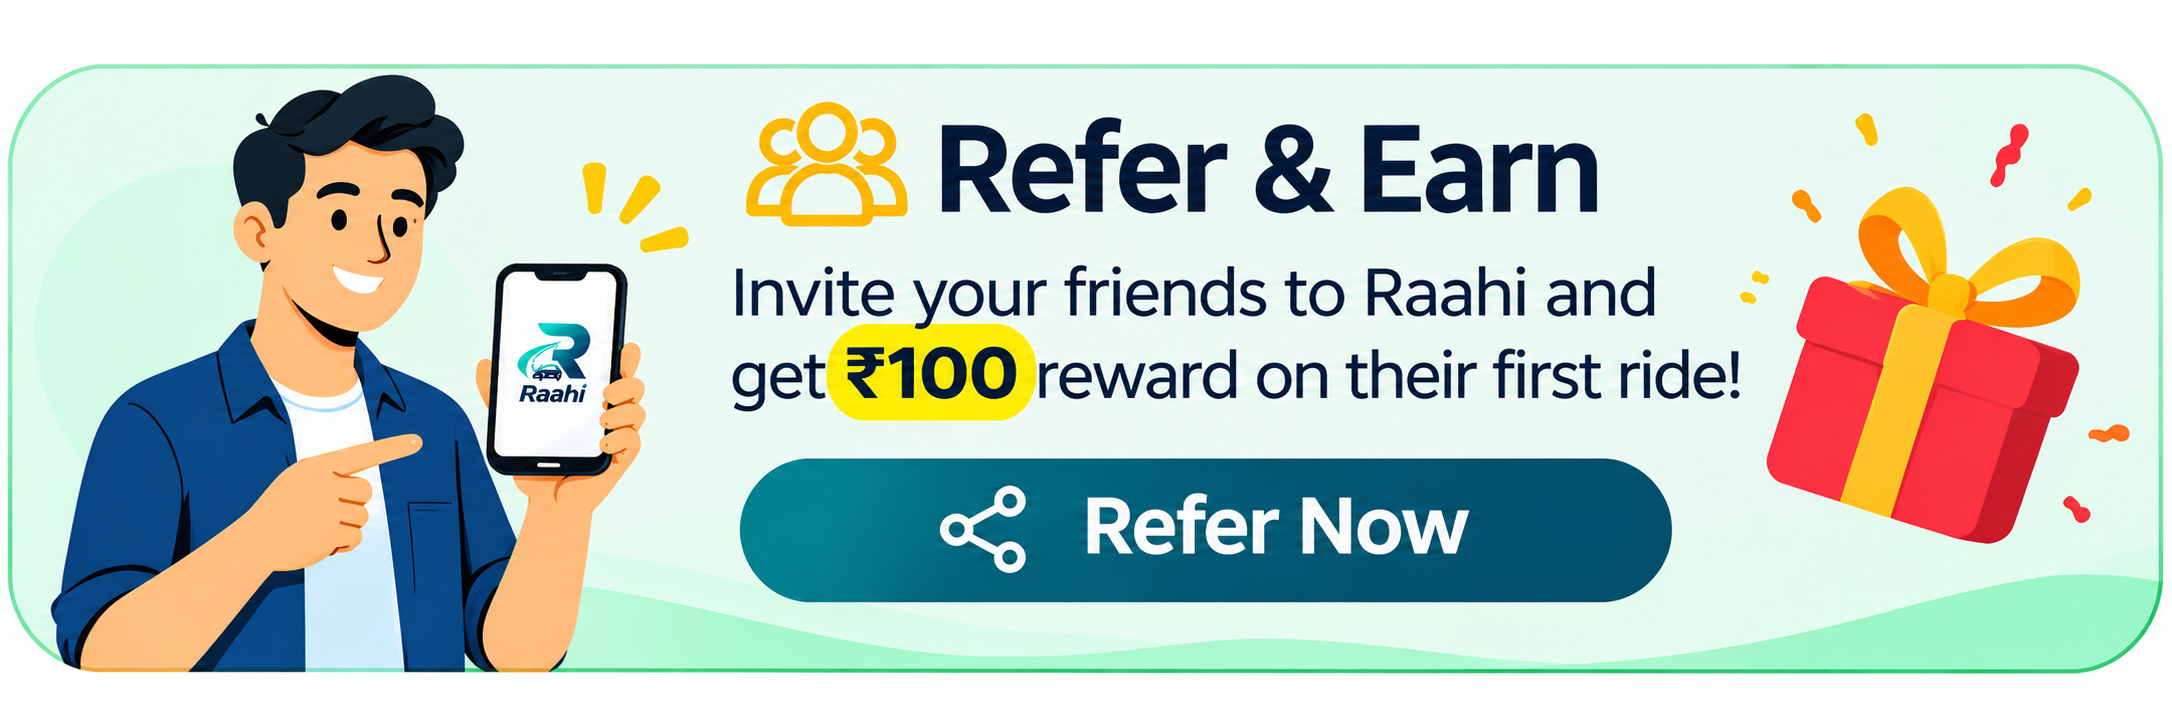 Refer & Earn
Invite your friends to Raahi and
get ₹100 reward on their first ride!
Refer Now
R
Raahi